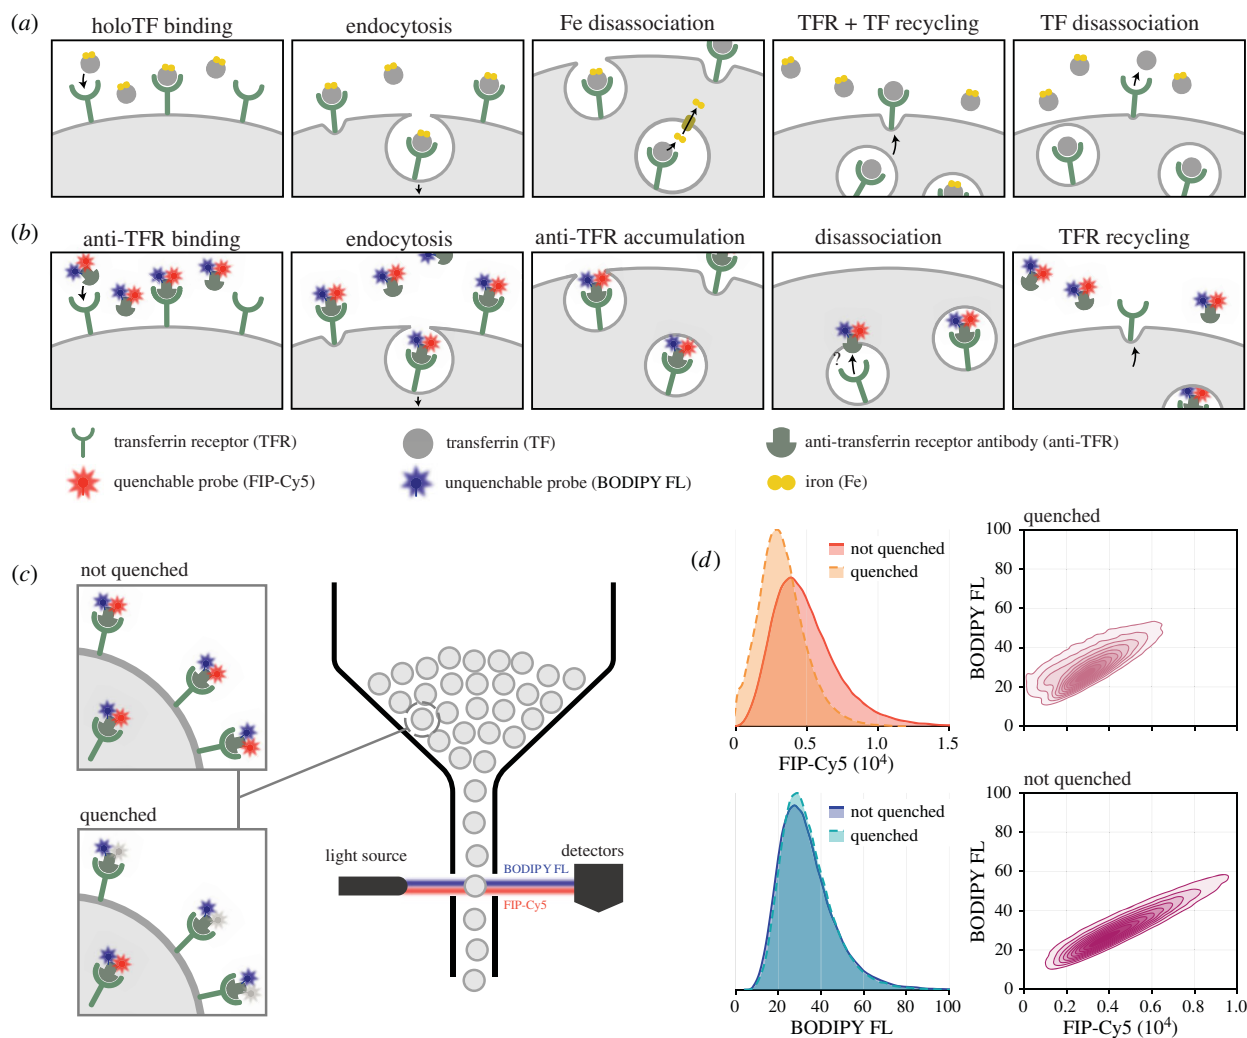 (a)
holoTF binding
endocytosis
Fe disassociation
TFR + TF recycling
TF disassociation
(b)
anti-TFR binding
endocytosis
anti-TFR accumulation
disassociation
TFR recycling
?
transferrin receptor (TFR)
transferrin (TF)
anti-transferrin receptor antibody (anti-TFR)
quenchable probe (FIP-Cy5)
unquenchable probe (BODIPY FL)
iron (Fe)
(c)
not quenched
quenched
light source
detectors
BODIPY FL
FIP-Cy5
(d)
not quenched
quenched
0 0.5 1.0 1.5
FIP-Cy5 (10⁴)
not quenched
quenched
0 20 40 60 80 100
BODIPY FL
quenched
100
80
60
40
20
0
BODIPY FL
not quenched
100
80
60
40
20
0
BODIPY FL
0 0.2 0.4 0.6 0.8 1.0
FIP-Cy5 (10⁴)